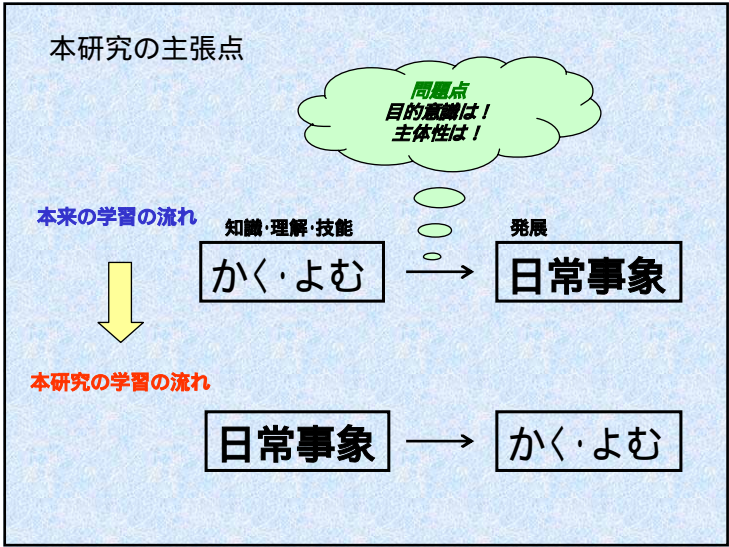 本研究の主張点
問題点
目的意識は!
主体性は!
本来の学習の流れ
知識・理解・技能
発展
かく・よむ
日常事象
本研究の学習の流れ
日常事象
かく・よむ